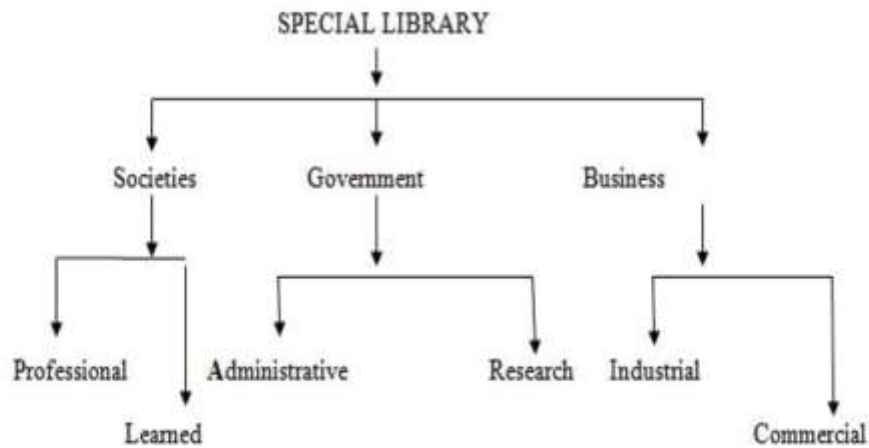 SPECIAL LIBRARY
Societies Government Business
Professional Administrative Research Industrial
Learned Commercial